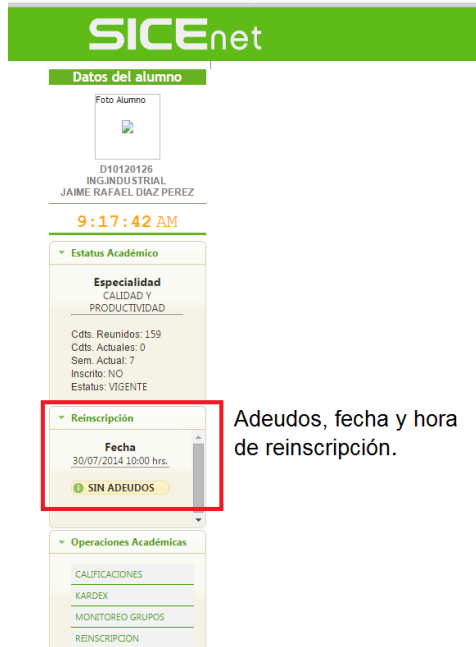 SICEnet
Datos del alumno
Foto Alumno
D10120126
ING.INDUSTRIAL
JAIME RAFAEL DIAZ PEREZ
9:17:42 AM
Estatus Académico
Especialidad
CALIDAD Y
PRODUCTIVIDAD
Cdts. Reunidos: 159
Cdts. Actuales: 0
Sem. Actual: 7
Inscrito: NO
Estatus: VIGENTE
Reinscripción
Fecha
30/07/2014 10:00 hrs.
SIN ADEUDOS
Adeudos, fecha y hora
de reinscripción.
Operaciones Académicas
CALIFICACIONES
KARDEX
MONITOREO GRUPOS
REINSCRIPCION